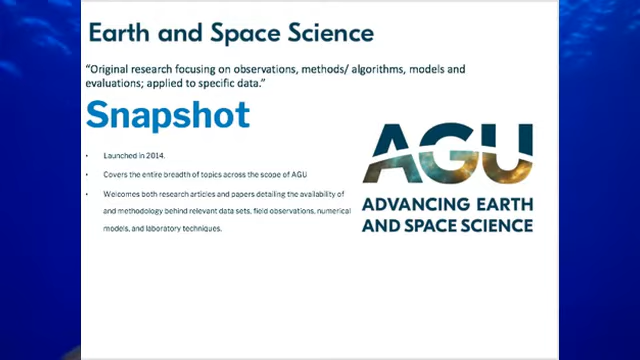 Earth and Space Science
“Original research focusing on observations, methods/ algorithms, models and
evaluations; applied to specific data.”
Snapshot
• Launched in 2014.
• Covers the entire breadth of topics across the scope of AGU
• Welcomes both research articles and papers detailing the availability of
and methodology behind relevant data sets, field observations, numerical
models, and laboratory techniques.
AGU
ADVANCING EARTH
AND SPACE SCIENCE